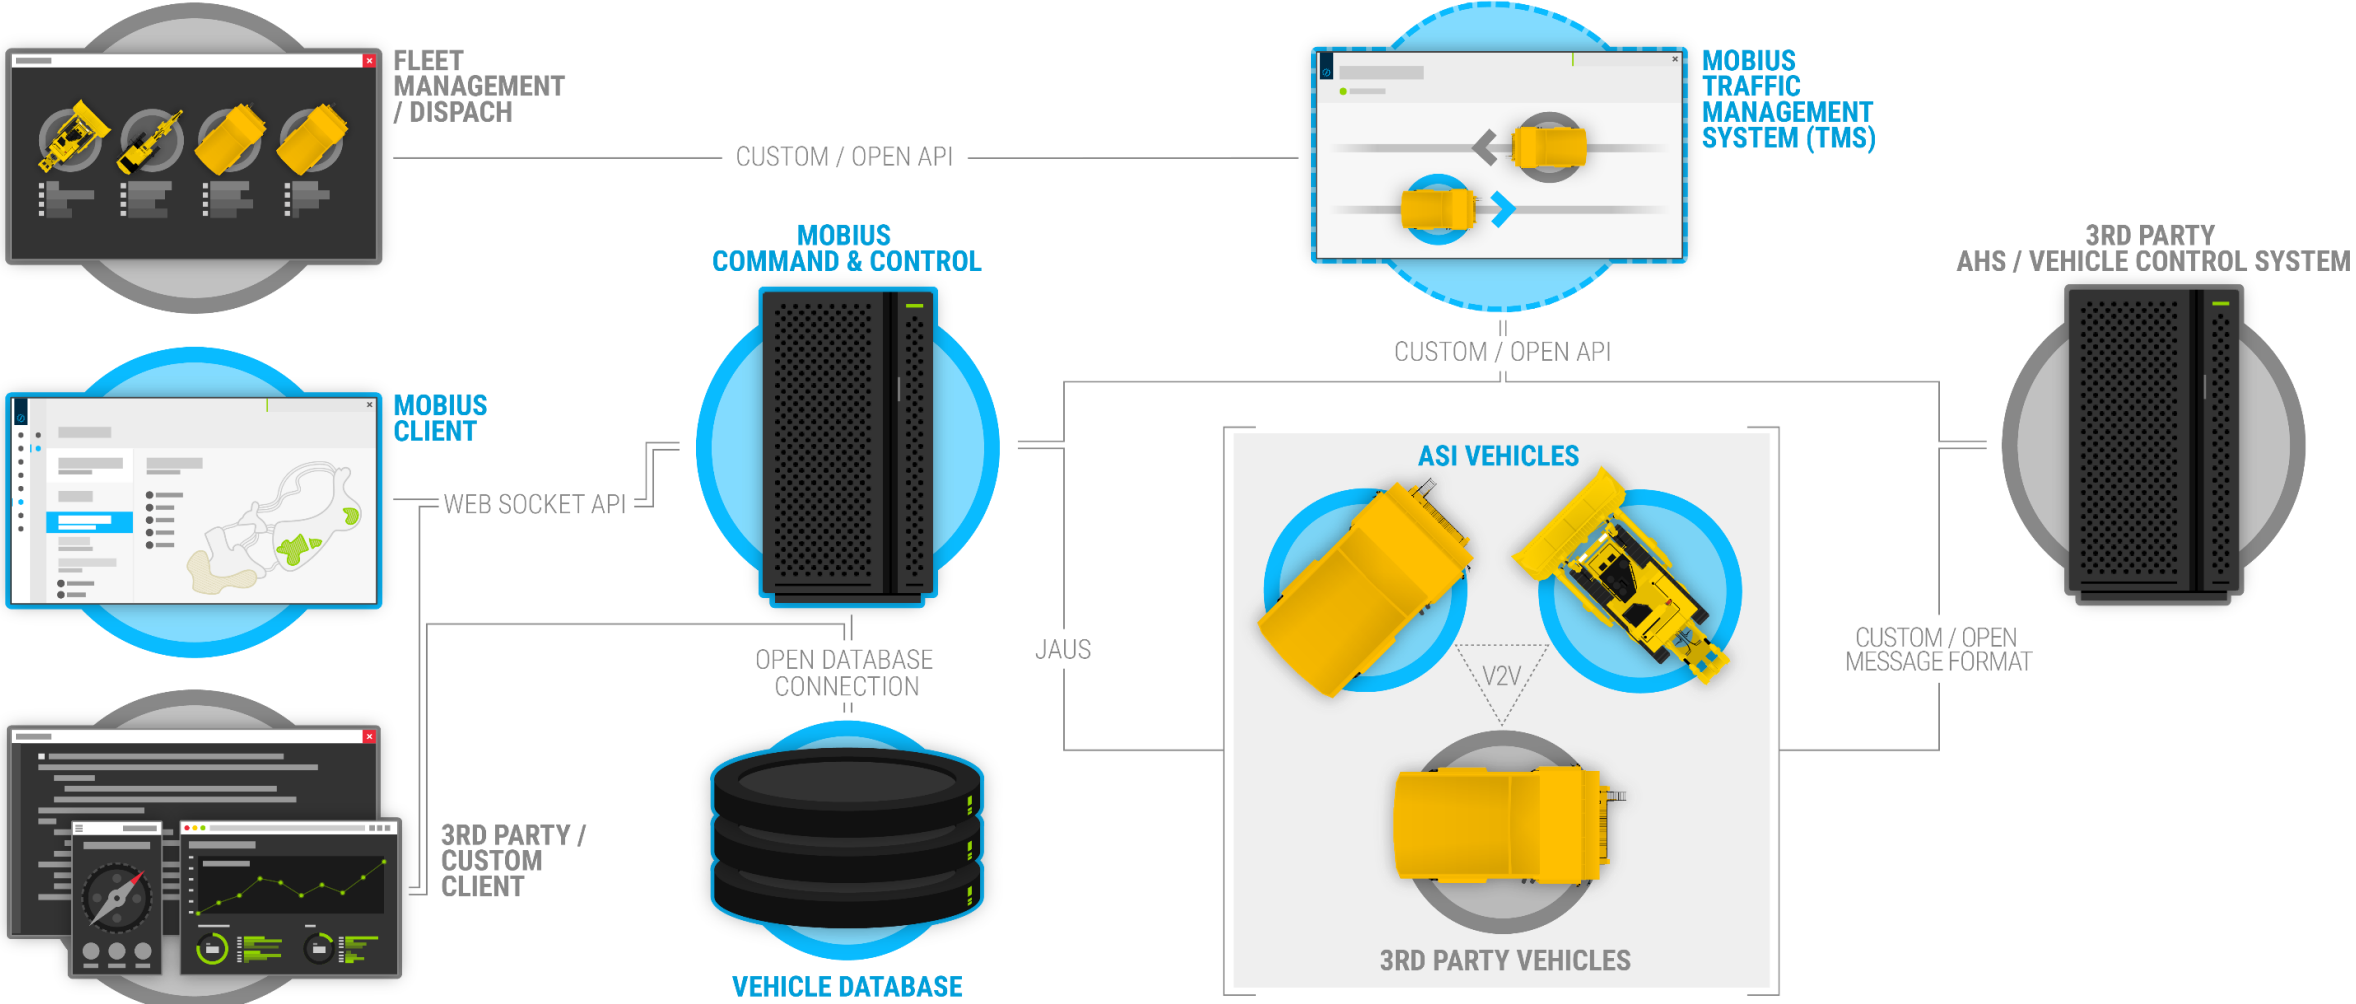 FLEET
MANAGEMENT
/ DISPACH
CUSTOM / OPEN API
MOBIUS
TRAFFIC
MANAGEMENT
SYSTEM (TMS)
MOBIUS
COMMAND & CONTROL
3RD PARTY
AHS / VEHICLE CONTROL SYSTEM
CUSTOM / OPEN API
MOBIUS
CLIENT
WEB SOCKET API
ASI VEHICLES
OPEN DATABASE
CONNECTION
JAUS
V2V
CUSTOM / OPEN
MESSAGE FORMAT
3RD PARTY /
CUSTOM
CLIENT
3RD PARTY VEHICLES
VEHICLE DATABASE